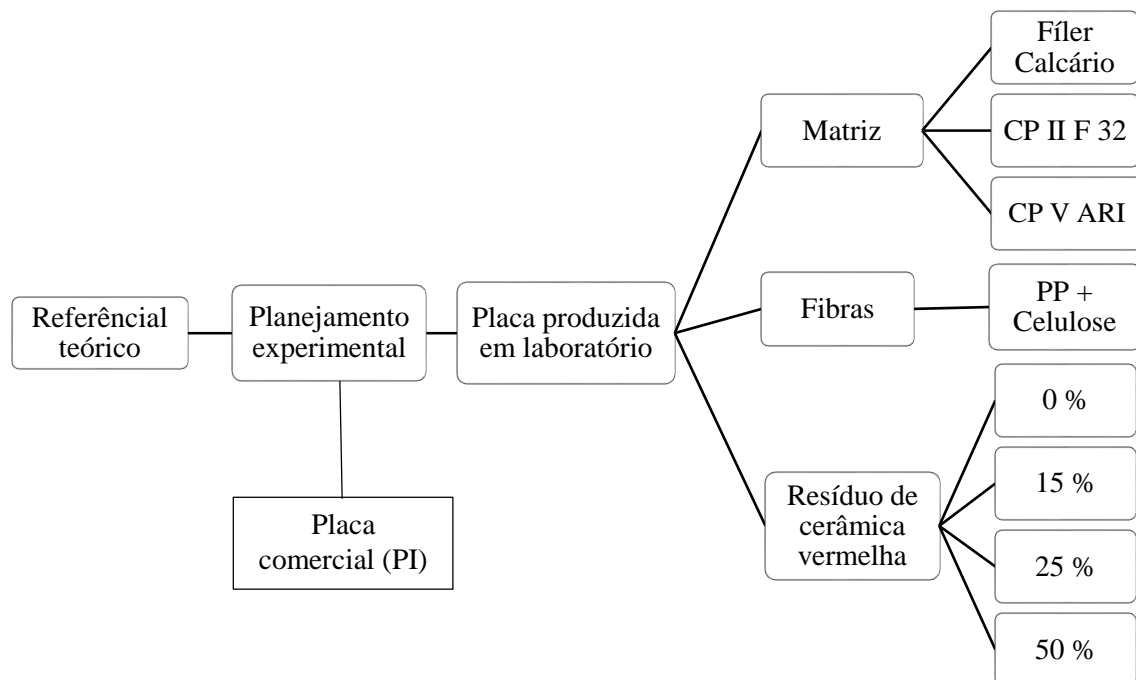 Referêncial
teórico
Planejamento
experimental
Placa
comercial (PI)
Placa produzida
em laboratório
Matriz
Fíler
Calcário
CP II F 32
CP V ARI
Fibras
PP +
Celulose
Resíduo de
cerâmica
vermelha
0 %
15 %
25 %
50 %